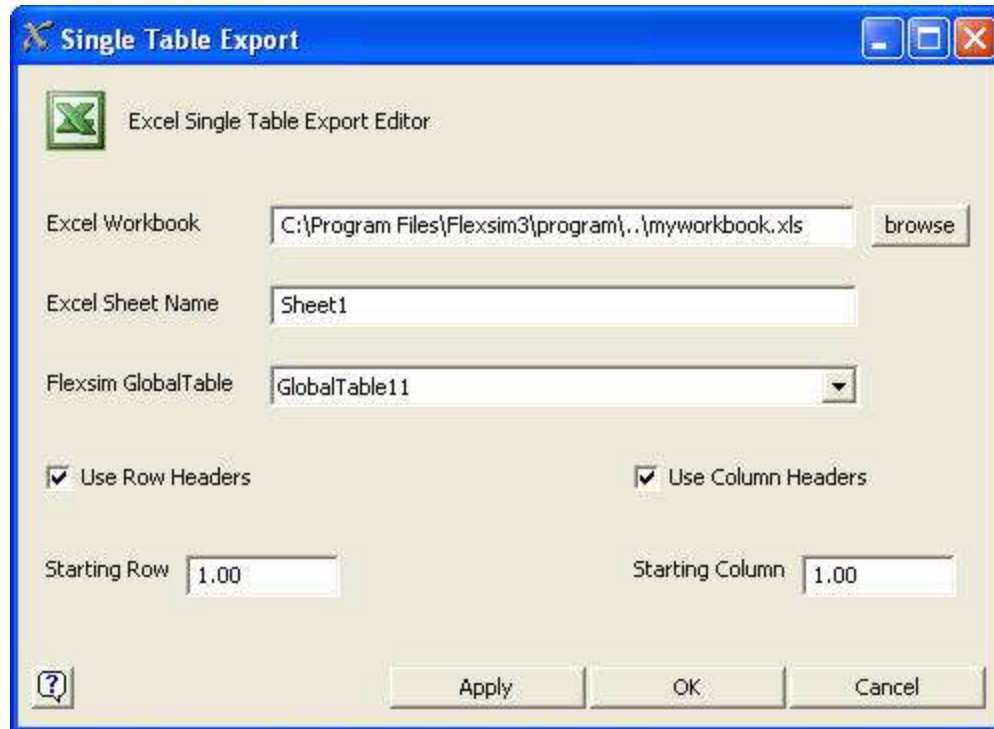 Single Table Export
Excel Single Table Export Editor
Excel Workbook C:\Program Files\Flexsim3\program\..\myworkbook.xls browse
Excel Sheet Name Sheet1
Flexsim GlobalTable GlobalTable11
Use Row Headers Use Column Headers
Starting Row 1.00 Starting Column 1.00
? Apply OK Cancel